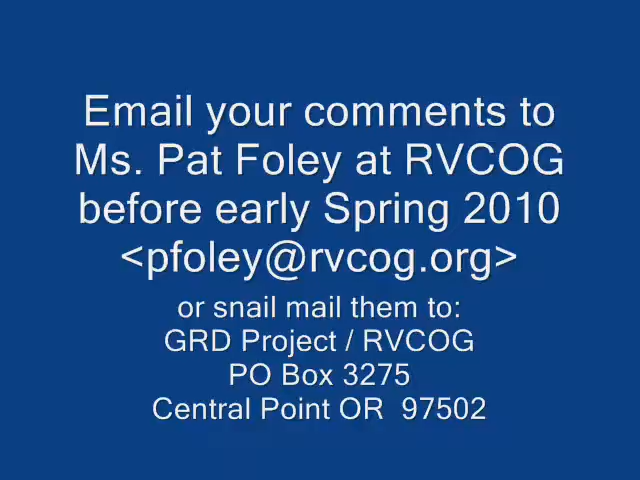 Email your comments to
Ms. Pat Foley at RVCOG
before early Spring 2010
<pfoley@rvcog.org>
or snail mail them to:
GRD Project / RVCOG
PO Box 3275
Central Point OR  97502